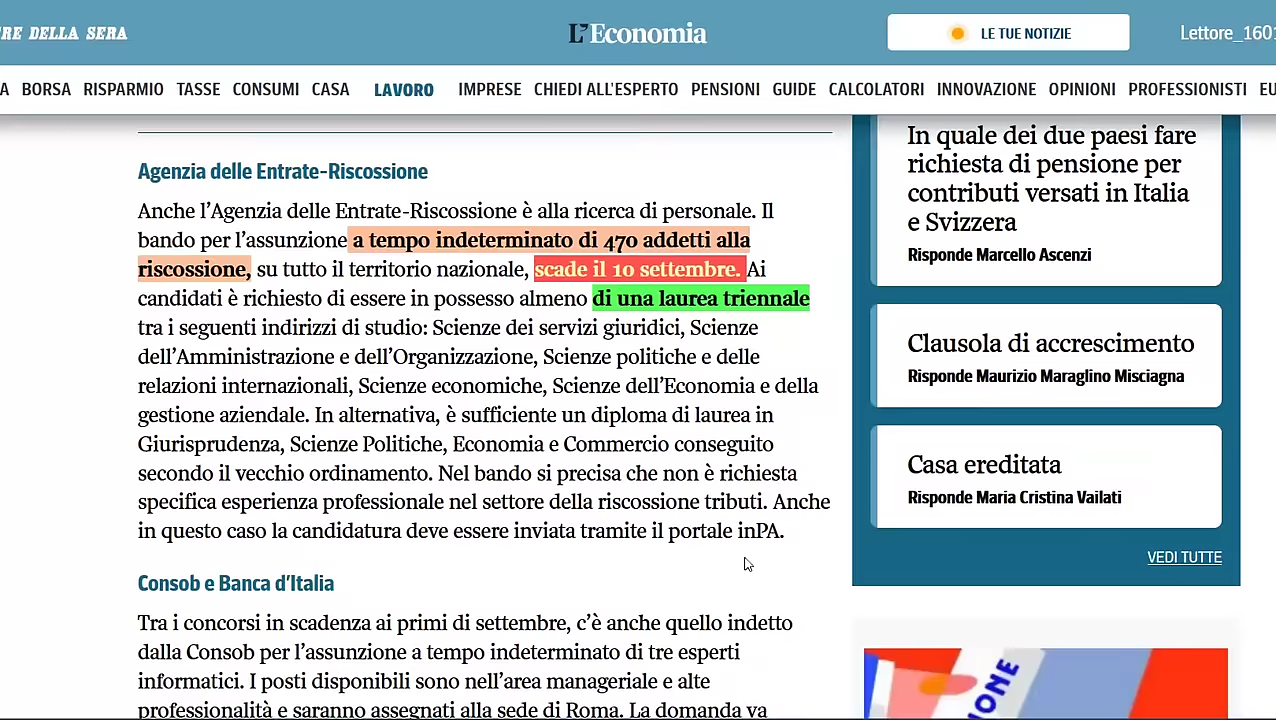 RE DELLA SERA
L'Economia
LE TUE NOTIZIE
Lettore_1601
A BORSA RISPARMIO TASSE CONSUMI CASA LAVORO IMPRESE CHIEDI ALL'ESPERTO PENSIONI GUIDE CALCOLATORI INNOVAZIONE OPINIONI PROFESSIONISTI EU
Agenzia delle Entrate-Riscossione
Anche l’Agenzia delle Entrate-Riscossione è alla ricerca di personale. Il
bando per l’assunzione a tempo indeterminato di 470 addetti alla
riscossione, su tutto il territorio nazionale, scade il 10 settembre. Ai
candidati è richiesto di essere in possesso almeno di una laurea triennale
tra i seguenti indirizzi di studio: Scienze dei servizi giuridici, Scienze
dell’Amministrazione e dell’Organizzazione, Scienze politiche e delle
relazioni internazionali, Scienze economiche, Scienze dell’Economia e della
gestione aziendale. In alternativa, è sufficiente un diploma di laurea in
Giurisprudenza, Scienze Politiche, Economia e Commercio conseguito
secondo il vecchio ordinamento. Nel bando si precisa che non è richiesta
specifica esperienza professionale nel settore della riscossione tributi. Anche
in questo caso la candidatura deve essere inviata tramite il portale inPA.
Consob e Banca d’Italia
Tra i concorsi in scadenza ai primi di settembre, c’è anche quello indetto
dalla Consob per l’assunzione a tempo indeterminato di tre esperti
informatici. I posti disponibili sono nell’area manageriale e alte
professionalità e saranno assegnati alla sede di Roma. La domanda va
In quale dei due paesi fare
richiesta di pensione per
contributi versati in Italia
e Svizzera
Risponde Marcello Ascenzi
Clausola di accrescimento
Risponde Maurizio Maraglino Misciagna
Casa ereditata
Risponde Maria Cristina Vailati
VEDI TUTTE
IONE